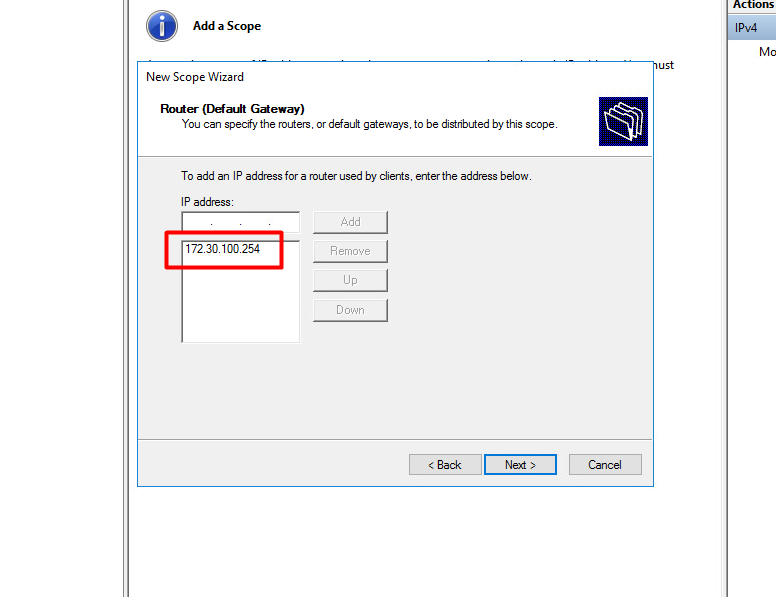 Actions
Add a Scope
IPv4
Mo
must
New Scope Wizard
Router (Default Gateway)
You can specify the routers, or default gateways, to be distributed by this scope.
To add an IP address for a router used by clients, enter the address below.
IP address:
. . .
Add
172.30.100.254
Remove
Up
Down
< Back
Next >
Cancel